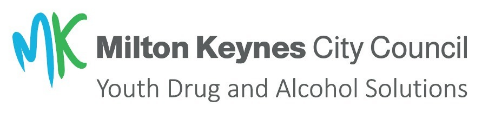 MK Milton Keynes City Council
Youth Drug and Alcohol Solutions